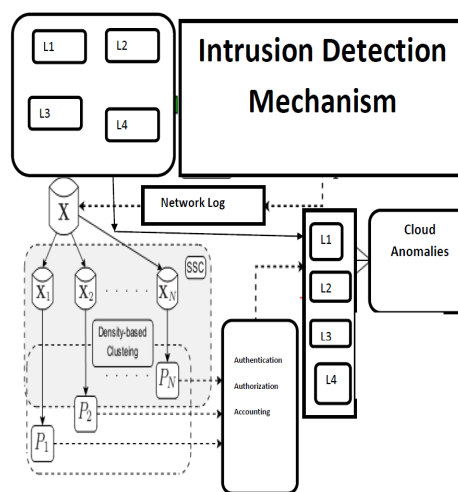 L1
L2
L3
L4
Intrusion Detection
Mechanism
X
Network Log
L1
L2
L3
L4
Cloud
Anomalies
SSC
X1
X2
. . . . .
XN
Density-based
Clusteing
. . . . .
PN
P2
P1
Authentication
Authorization
Accounting